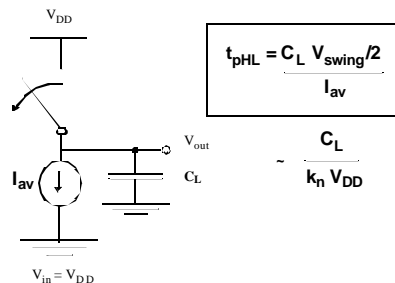 V_DD
t_pHL = C_L V_swing/2
I_av
V_out
I_av
C_L
~ C_L
k_n V_DD
V_in = V_DD